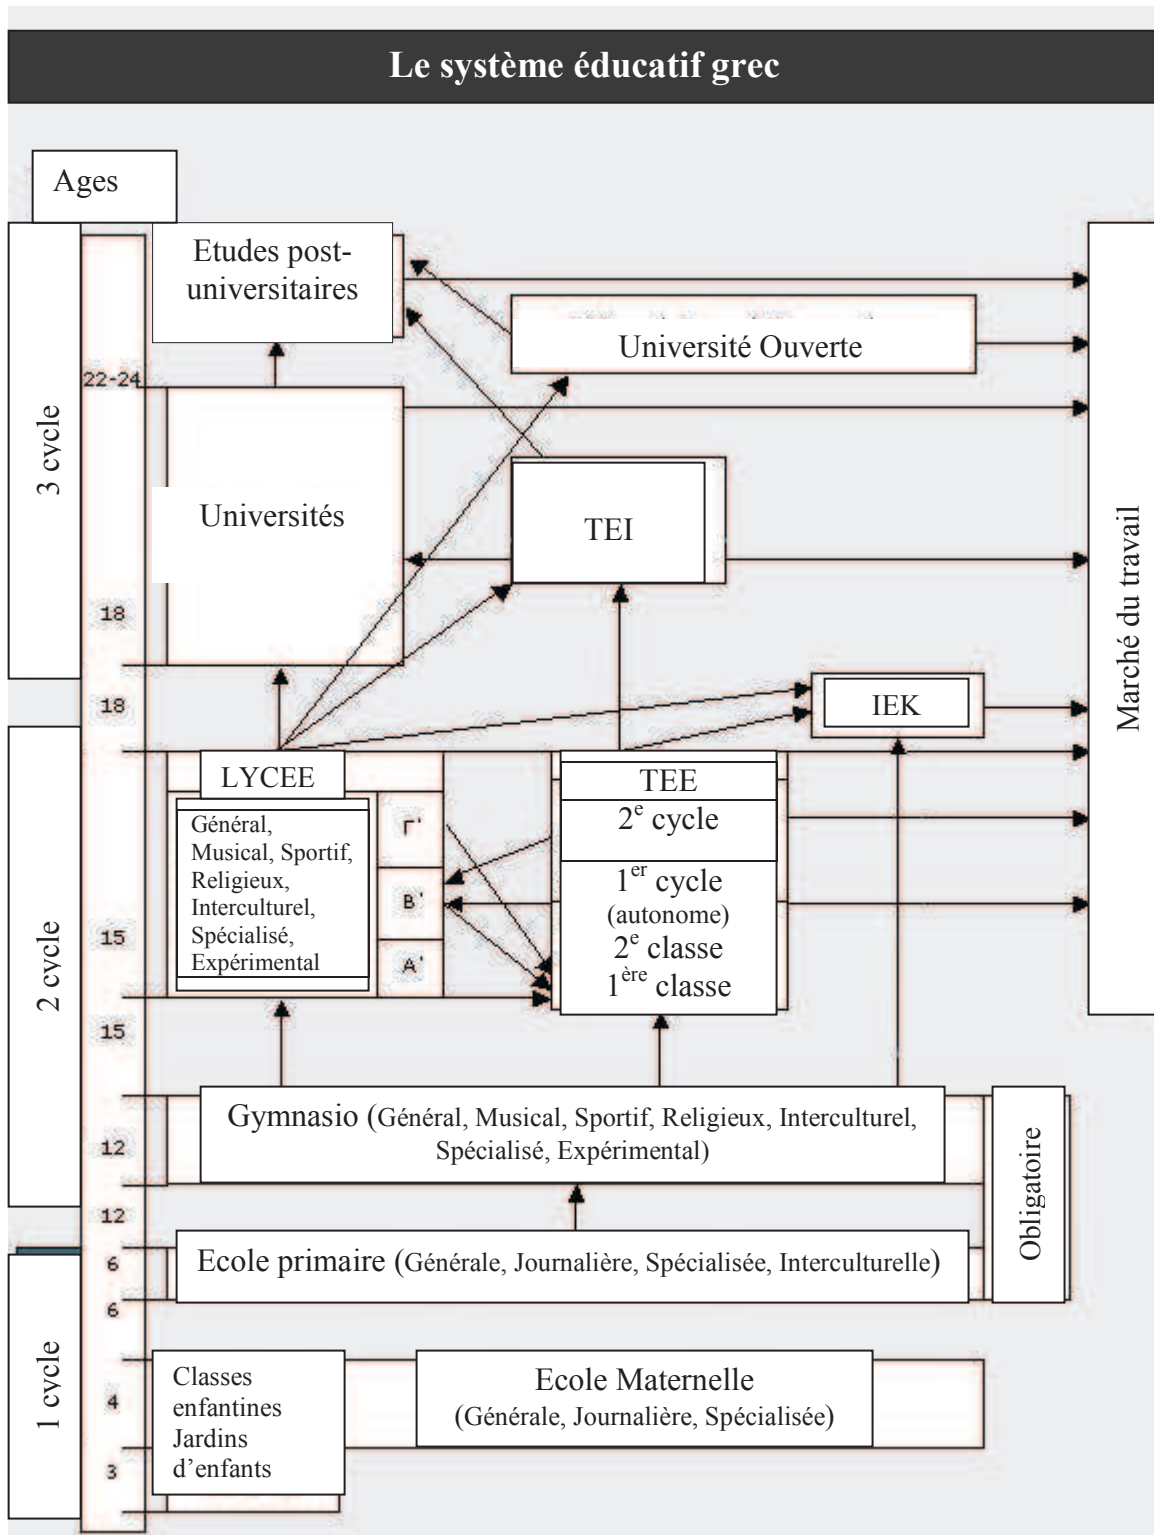 Le système éducatif grec
Ages
3 cycle
2 cycle
1 cycle
22-24
18
18
15
15
12
12
6
6
4
3
Etudes post-
universitaires
Université Ouverte
Universités
TEI
IEK
Marché du travail
LYCEE
Général,
Musical, Sportif,
Religieux,
Interculturel,
Spécialisé,
Expérimental
Γ'
B'
A'
TEE
2e cycle
1er cycle
(autonome)
2e classe
1ère classe
Gymnasio (Général, Musical, Sportif, Religieux, Interculturel,
Spécialisé, Expérimental)
Obligatoire
Ecole primaire (Générale, Journalière, Spécialisée, Interculturelle)
Classes
enfantines
Jardins
d’enfants
Ecole Maternelle
(Générale, Journalière, Spécialisée)